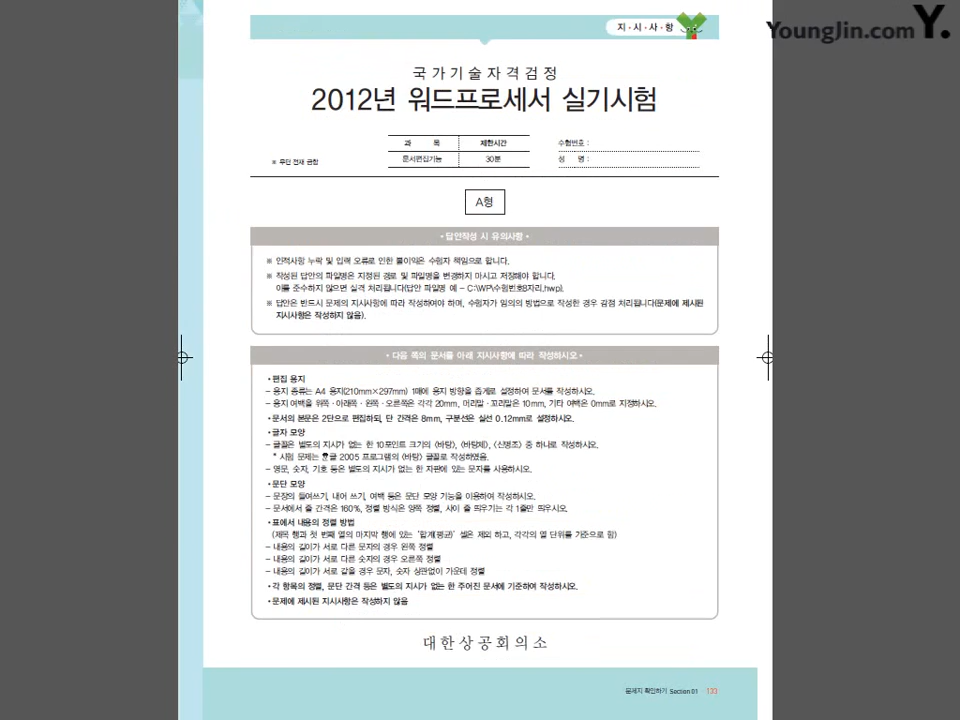 지·시·사·항
YoungJin.com Y.
국가기술자격검정
2012년 워드프로세서 실기시험
과 목 제한시간
문서편집기능 30분
수험번호 :
성 명 :
※ 무단 전재 금함
A형
• 답안작성 시 유의사항 •
※ 인적사항 누락 및 입력 오류로 인한 불이익은 수험자 책임으로 합니다.
※ 작성된 답안의 파일명은 지정된 경로 및 파일명을 변경하지 마시고 저장해야 합니다.
이를 준수하지 않으면 실격 처리됩니다(답안 파일명 예 – C:\WP\수험번호8자리.hwp).
※ 답안은 반드시 문제의 지시사항에 따라 작성하여야 하며, 수험자가 임의의 방법으로 작성한 경우 감점 처리됩니다(문제에 제시된
지시사항은 작성하지 않음).
• 다음 쪽의 문서를 아래 지시사항에 따라 작성하시오 •
• 편집 용지
– 용지 종류는 A4 용지(210mm×297mm) 1매에 용지 방향을 좁게로 설정하여 문서를 작성하시오.
– 용지 여백을 위쪽·아래쪽·왼쪽·오른쪽은 각각 20mm, 머리말·꼬리말은 10mm, 기타 여백은 0mm로 지정하시오.
• 문서의 본문은 2단으로 편집하되, 단 간격은 8mm, 구분선은 실선 0.12mm로 설정하시오.
• 글자 모양
– 글꼴은 별도의 지시가 없는 한 10포인트 크기의 〈바탕〉, 〈바탕체〉, 〈신명조〉 중 하나로 작성하시오.
* 시험 문제는 ᄒᆞᆫ글 2005 프로그램의 〈바탕〉 글꼴로 작성하였음.
– 영문, 숫자, 기호 등은 별도의 지시가 없는 한 자판에 있는 문자를 사용하시오.
• 문단 모양
– 문장의 들여쓰기, 내어 쓰기, 여백 등은 문단 모양 기능을 이용하여 작성하시오.
– 문서에서 줄 간격은 160%, 정렬 방식은 양쪽 정렬, 사이 줄 띄우기는 각 1줄만 띄우시오.
• 표에서 내용의 정렬 방법
(제목 행과 첫 번째 열의 마지막 행에 있는 '합계(평균)' 셀은 제외 하고, 각각의 열 단위를 기준으로 함)
– 내용의 길이가 서로 다른 문자의 경우 왼쪽 정렬
– 내용의 길이가 서로 다른 숫자의 경우 오른쪽 정렬
– 내용의 길이가 서로 같을 경우 문자, 숫자 상관없이 가운데 정렬
• 각 항목의 정렬, 문단 간격 등은 별도의 지시가 없는 한 주어진 문서에 기준하여 작성하시오.
• 문제에 제시된 지시사항은 작성하지 않음
대한상공회의소
문제지 확인하기 Section 01 133